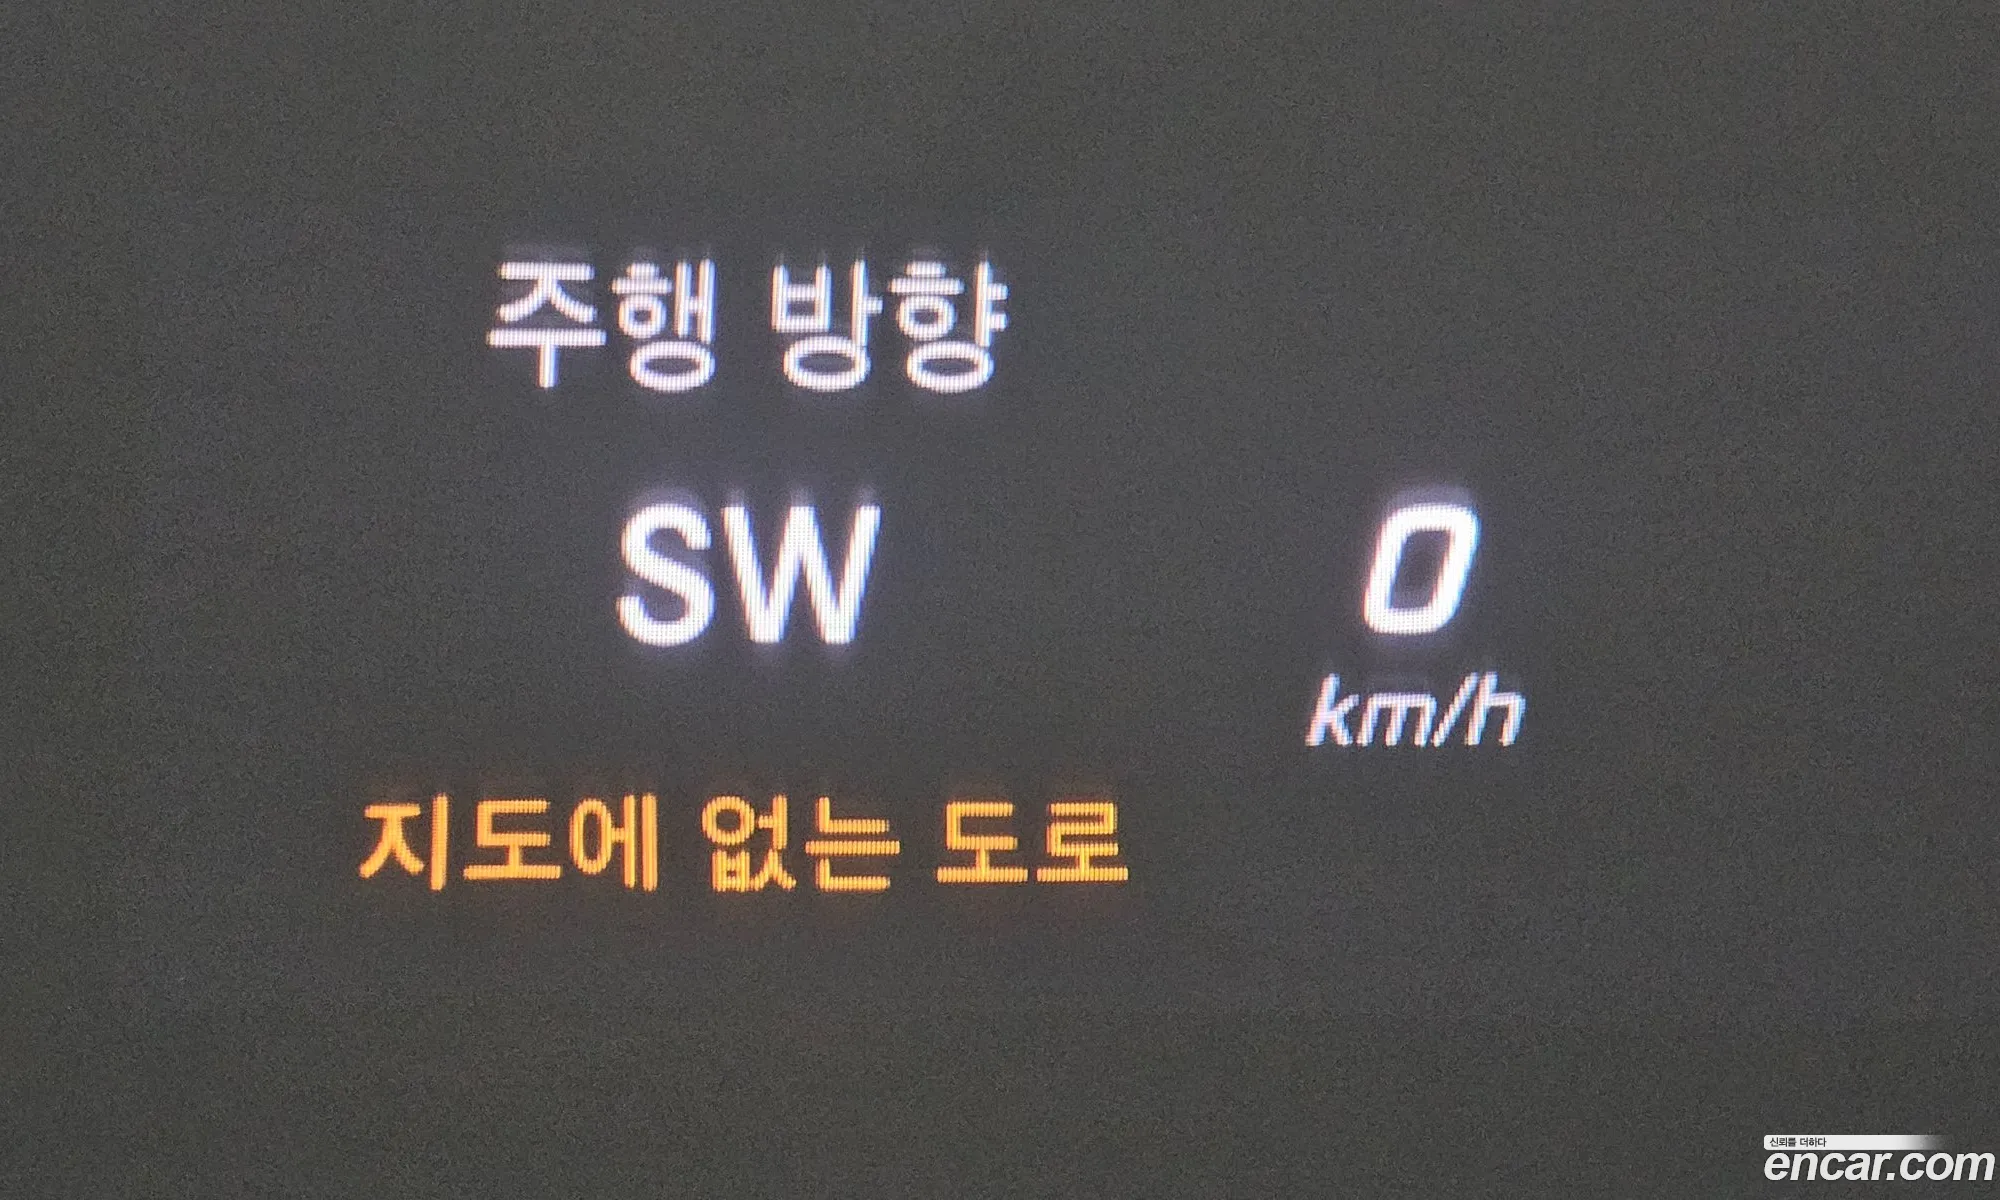 주행 방향
SW
0
km/h
지도에 없는 도로
신뢰를 더하다
encar.com